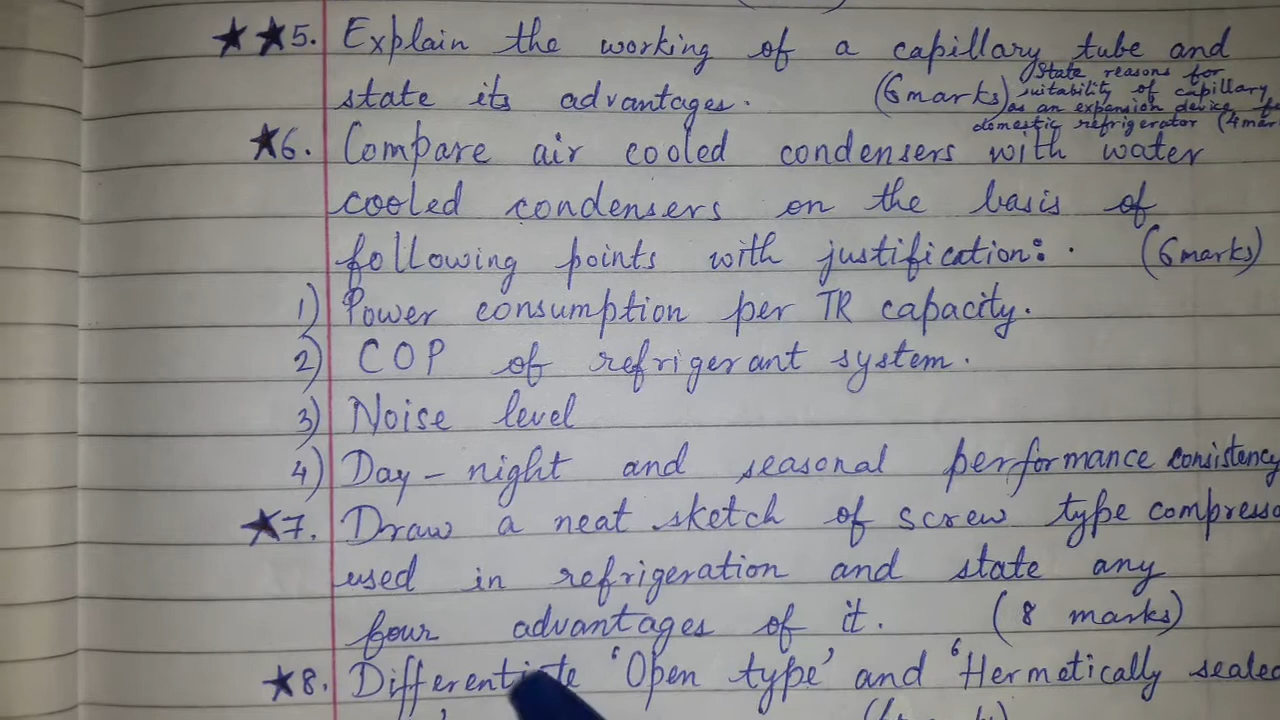 ★★5. Explain the working of a capillary tube and
state its advantages. (6 marks)
State reasons for
suitability of capillary
as an expansion device
domestic refrigerator (4 mar
★6. Compare air cooled condensers with water
cooled condensers on the basis of
following points with justification: (6 marks)
1) Power consumption per TR capacity.
2) COP of refrigerant system.
3) Noise level
4) Day-night and seasonal performance consistency
★7. Draw a neat sketch of screw type compresso
used in refrigeration and state any
four advantages of it. (8 marks)
★8. Differentiate 'Open type' and 'Hermetically sealed